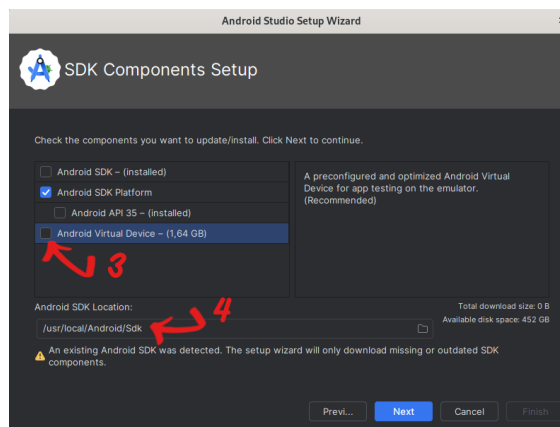 Android Studio Setup Wizard
SDK Components Setup
Check the components you want to update/install. Click Next to continue.
Android SDK – (installed)
Android SDK Platform
Android API 35 – (installed)
Android Virtual Device – (1,64 GB)
A preconfigured and optimized Android Virtual
Device for app testing on the emulator.
(Recommended)
3
4
Android SDK Location:
Total download size: 0 B
/usr/local/Android/Sdk
Available disk space: 452 GB
An existing Android SDK was detected. The setup wizard will only download missing or outdated SDK
components.
Previ...
Next
Cancel
Finish